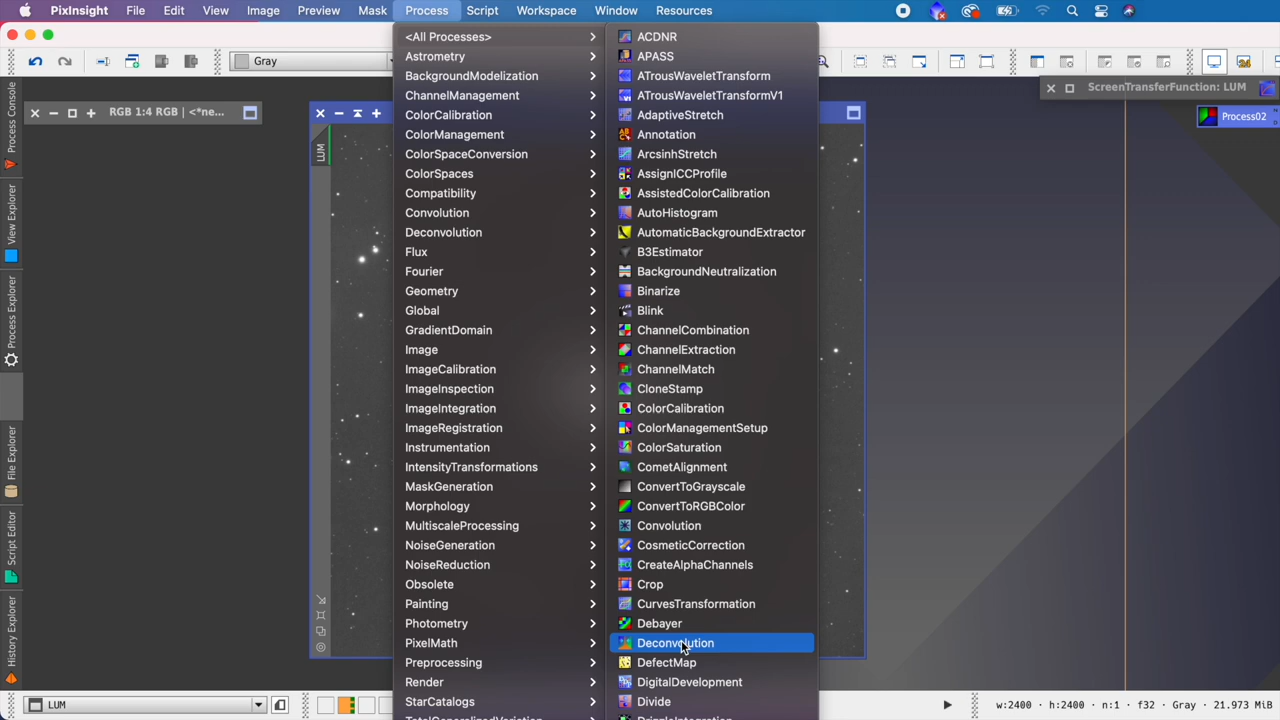 PixInsight File Edit View Image Preview Mask Process Script Workspace Window Resources
Gray
RGB 1:4 RGB | <*ne...
ScreenTransferFunction: LUM
Process02
LUM
Process Console
View Explorer
Process Explorer
File Explorer
Script Editor
History Explorer
<All Processes>
Astrometry
BackgroundModelization
ChannelManagement
ColorCalibration
ColorManagement
ColorSpaceConversion
ColorSpaces
Compatibility
Convolution
Deconvolution
Flux
Fourier
Geometry
Global
GradientDomain
Image
ImageCalibration
ImageInspection
ImageIntegration
ImageRegistration
Instrumentation
IntensityTransformations
MaskGeneration
Morphology
MultiscaleProcessing
NoiseGeneration
NoiseReduction
Obsolete
Painting
Photometry
PixelMath
Preprocessing
Render
StarCatalogs
TotalGeneralizedVariation
ACDNR
APASS
ATrousWaveletTransform
ATrousWaveletTransformV1
AdaptiveStretch
Annotation
ArcsinhStretch
AssignICCProfile
AssistedColorCalibration
AutoHistogram
AutomaticBackgroundExtractor
B3Estimator
BackgroundNeutralization
Binarize
Blink
ChannelCombination
ChannelExtraction
ChannelMatch
CloneStamp
ColorCalibration
ColorManagementSetup
ColorSaturation
CometAlignment
ConvertToGrayscale
ConvertToRGBColor
Convolution
CosmeticCorrection
CreateAlphaChannels
Crop
CurvesTransformation
Debayer
Deconvolution
DefectMap
DigitalDevelopment
Divide
DrizzleIntegration
LUM
w:2400 · h:2400 · n:1 · f32 · Gray · 21.973 MiB